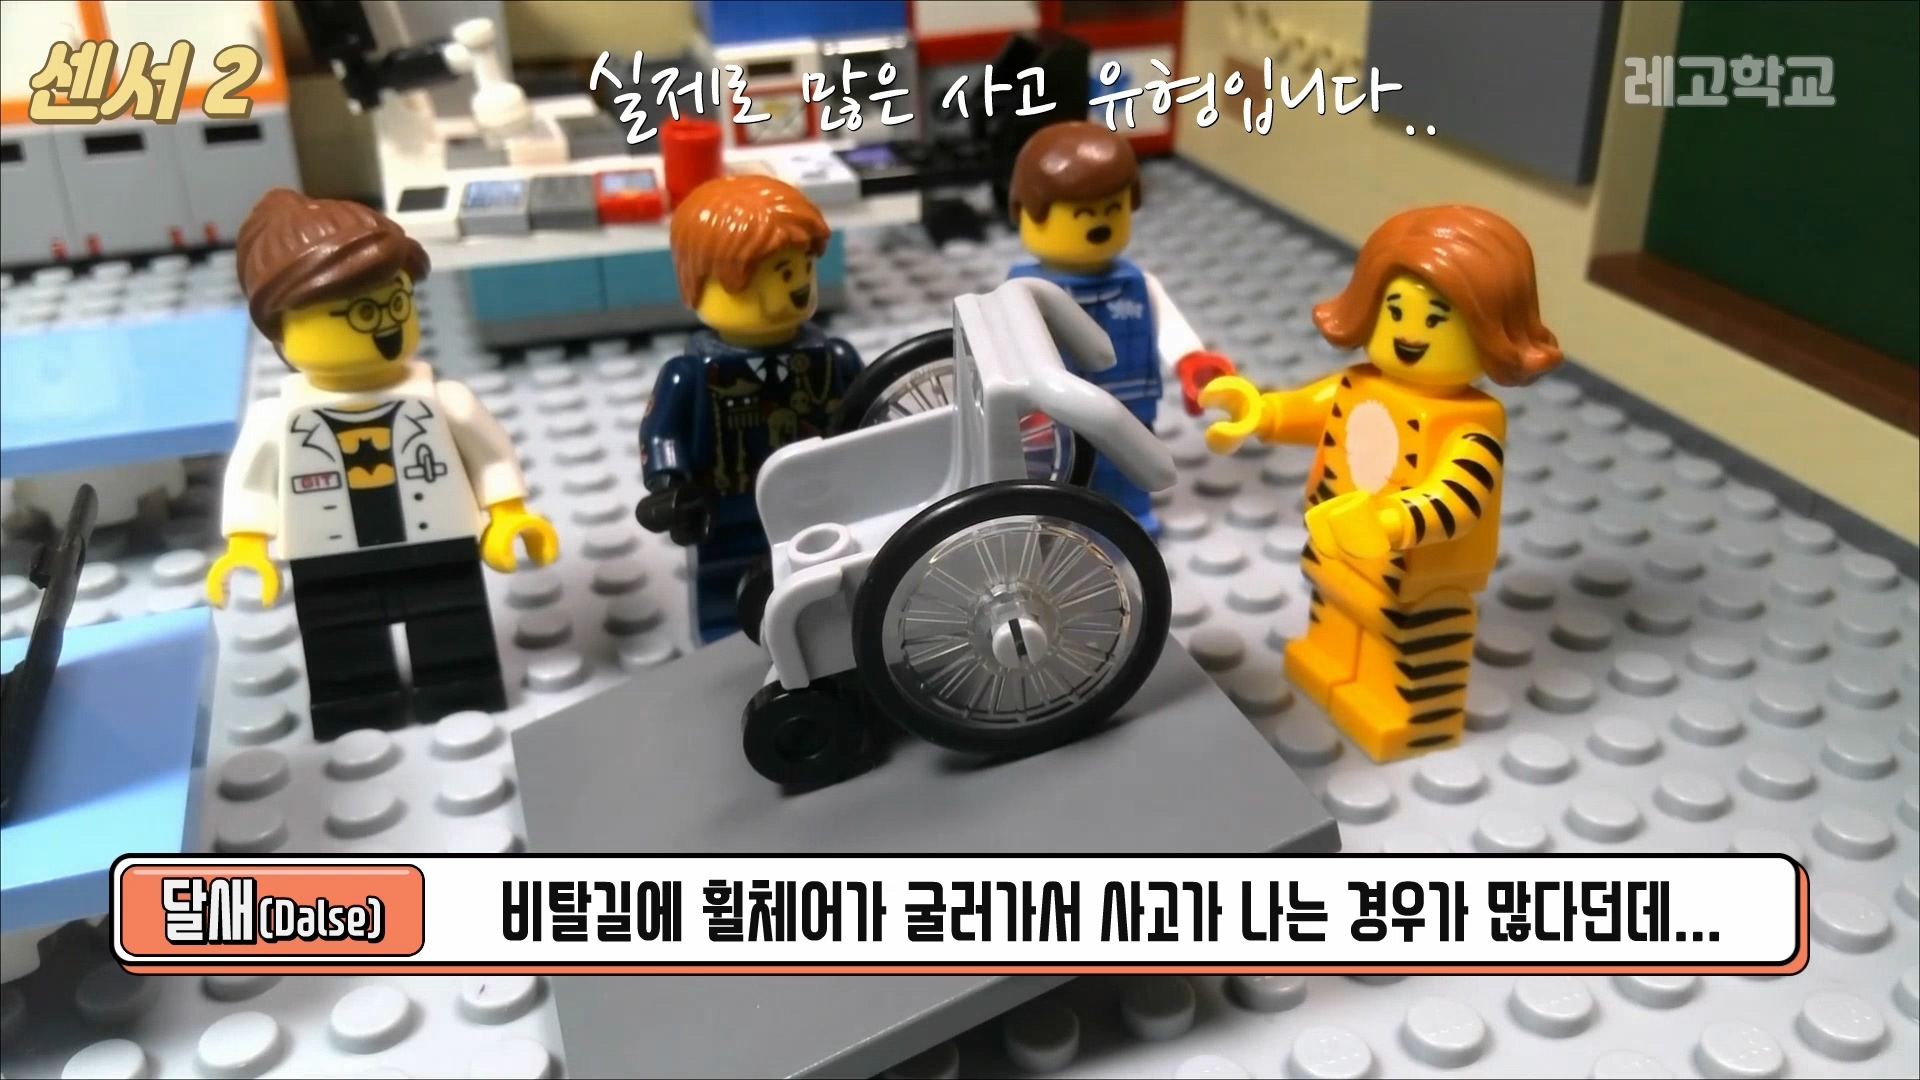 센서 2
실제로 많은 사고 유형입니다..
레고학교
GIT
달새(Dalse)
비탈길에 휠체어가 굴러가서 사고가 나는 경우가 많다던데...